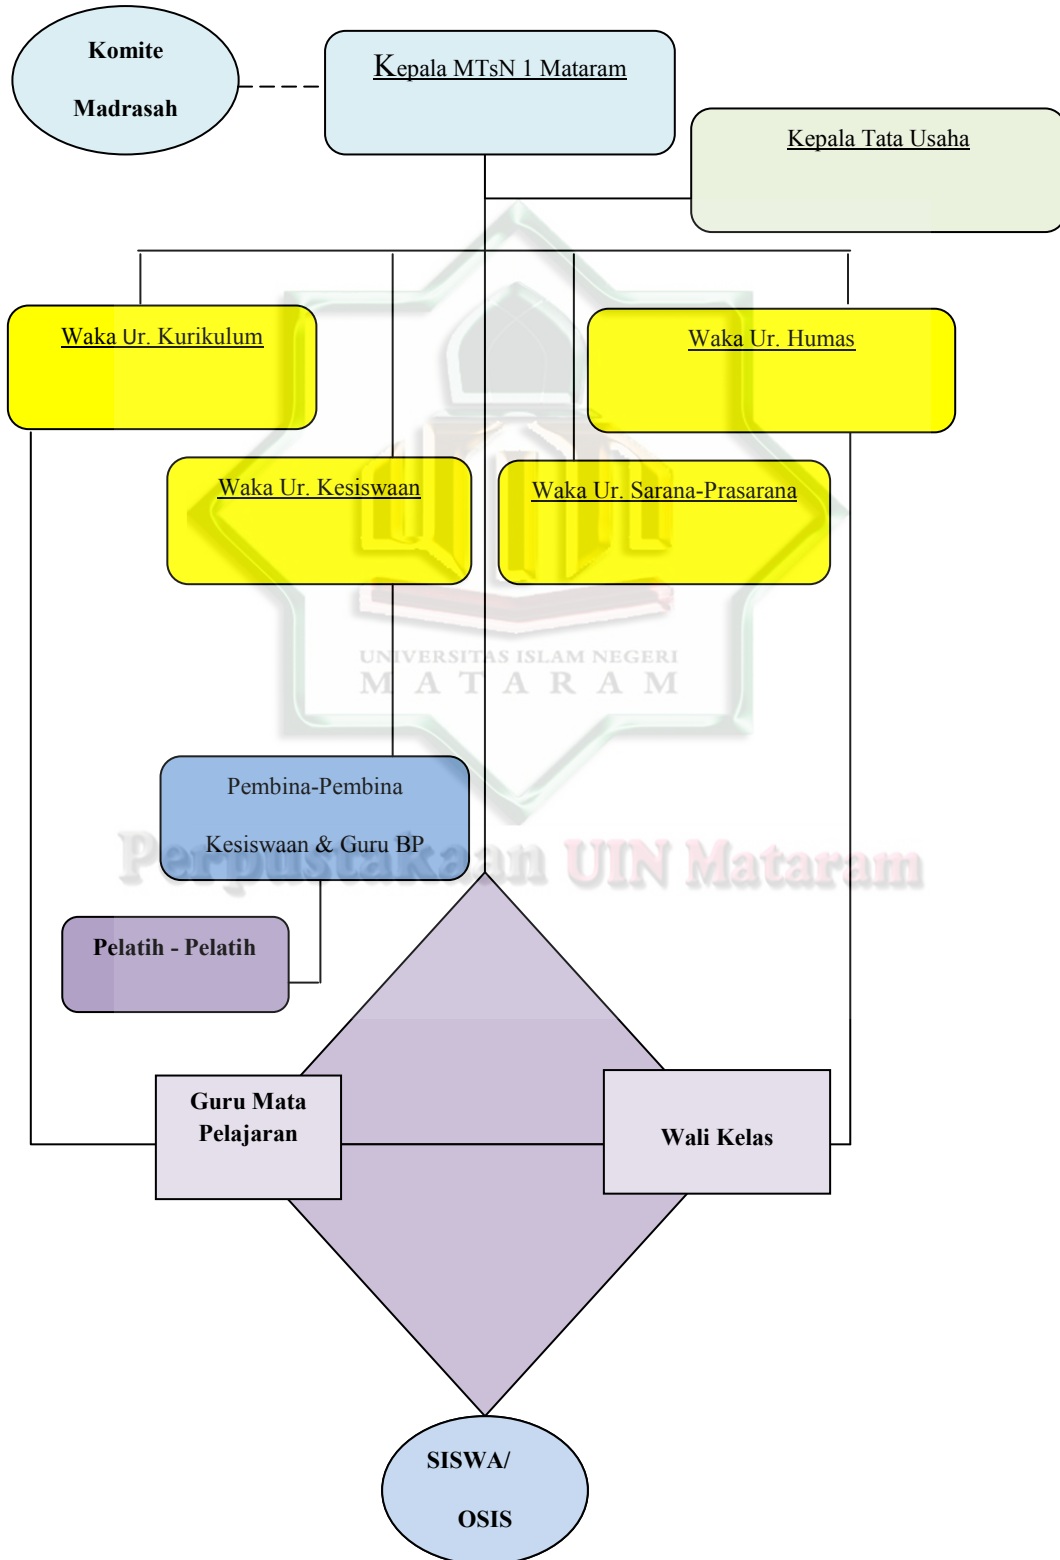 Komite
Madrasah
Kepala MTsN 1 Mataram
Kepala Tata Usaha
Waka Ur. Kurikulum
Waka Ur. Humas
Waka Ur. Kesiswaan
Waka Ur. Sarana-Prasarana
UNIVERSITAS ISLAM NEGERI
MATARAM
Pembina-Pembina
Kesiswaan & Guru BP
Perpustakaan UIN Mataram
Pelatih - Pelatih
Guru Mata
Pelajaran
Wali Kelas
SISWA/
OSIS